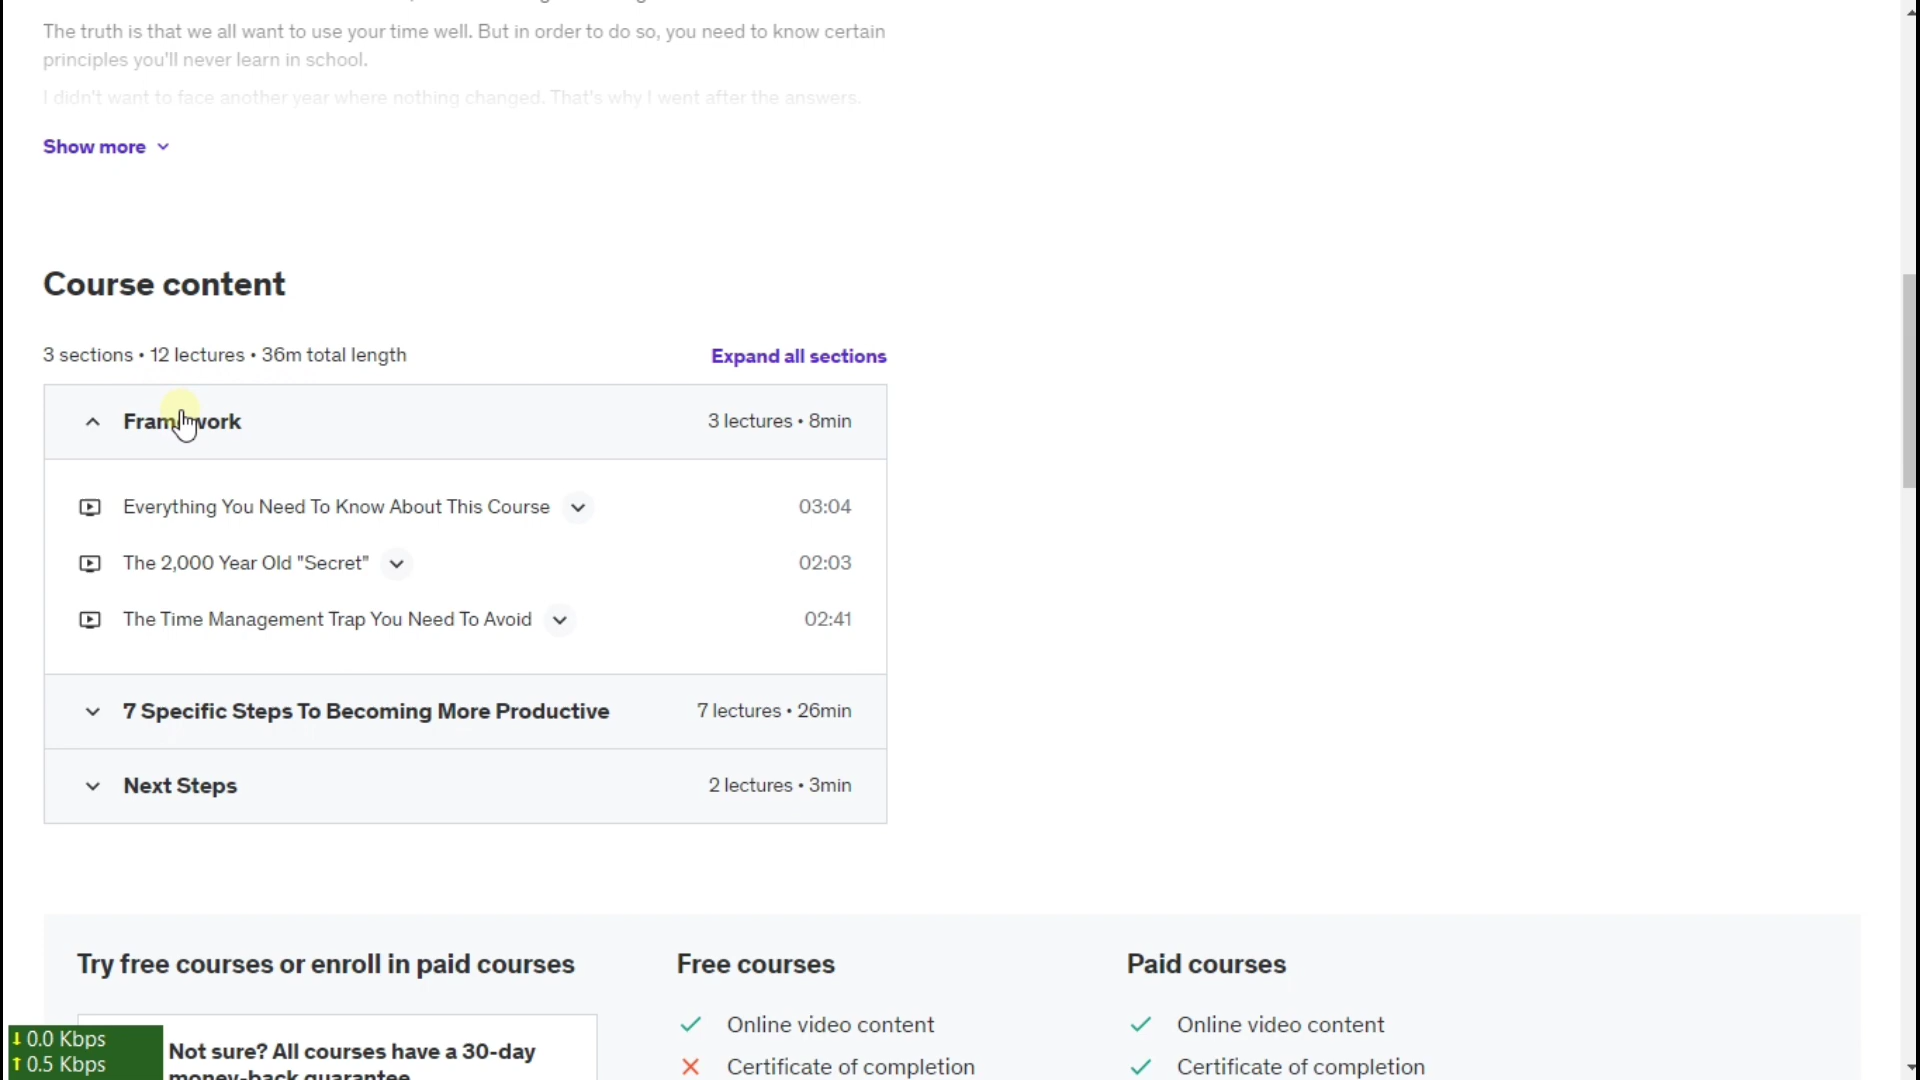 The truth is that we all want to use your time well. But in order to do so, you need to know certain
principles you'll never learn in school.
I didn't want to face another year where nothing changed. That's why I went after the answers.
Show more
Course content
3 sections • 12 lectures • 36m total length
Expand all sections
Framework
3 lectures • 8min
Everything You Need To Know About This Course
03:04
The 2,000 Year Old "Secret"
02:03
The Time Management Trap You Need To Avoid
02:41
7 Specific Steps To Becoming More Productive
7 lectures • 26min
Next Steps
2 lectures • 3min
Try free courses or enroll in paid courses
Free courses
Paid courses
Online video content
Online video content
Not sure? All courses have a 30-day
money-back guarantee
Certificate of completion
Certificate of completion
0.0 Kbps
0.5 Kbps